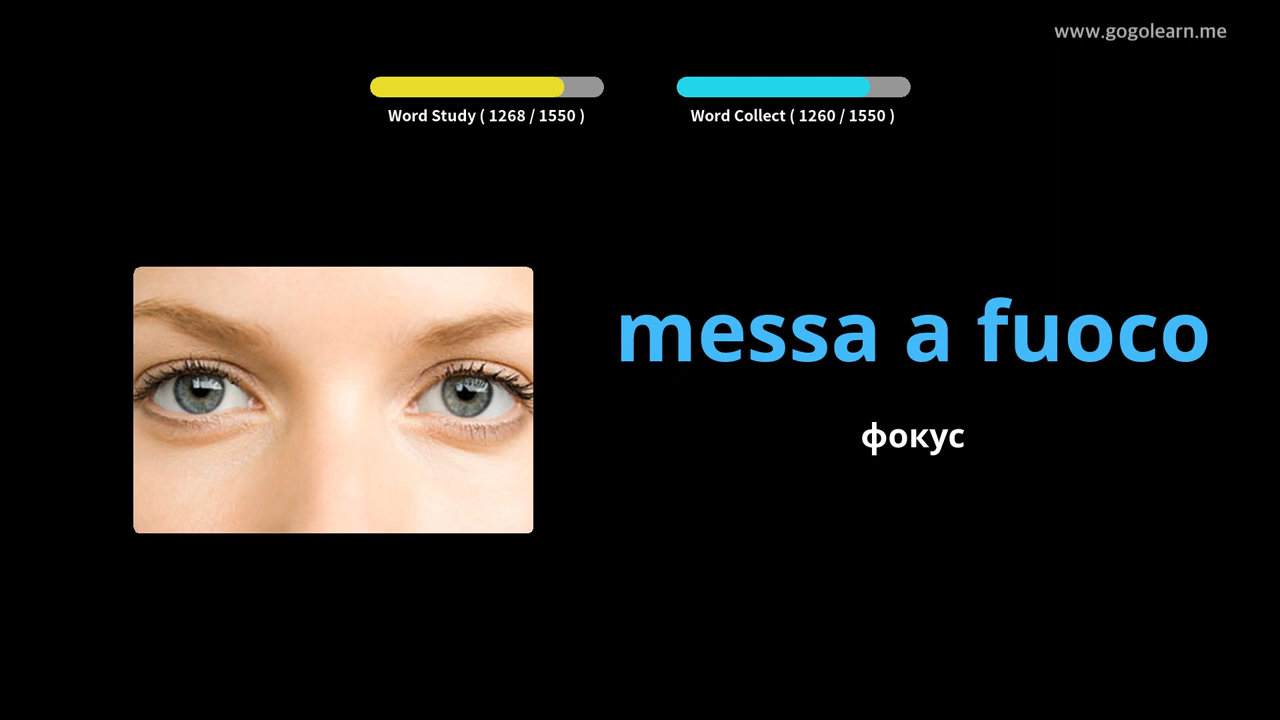 www.gogolearn.me
Word Study ( 1268 / 1550 )
Word Collect ( 1260 / 1550 )
messa a fuoco
фокус